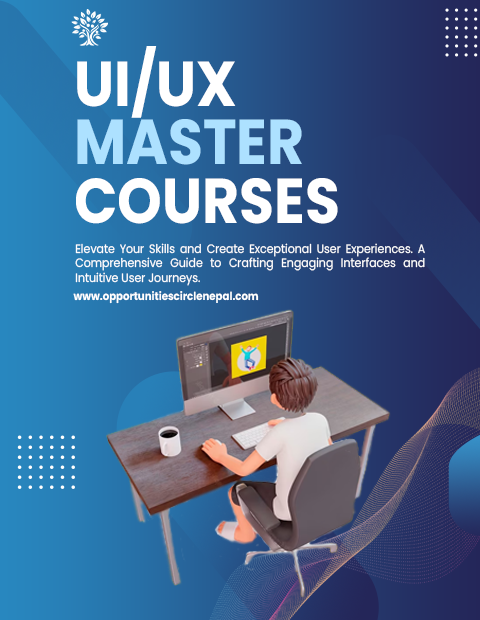 UI/UX
MASTER
COURSES
Elevate Your Skills and Create Exceptional User Experiences. A
Comprehensive Guide to Crafting Engaging Interfaces and
Intuitive User Journeys.
www.opportunitiescirclenepal.com